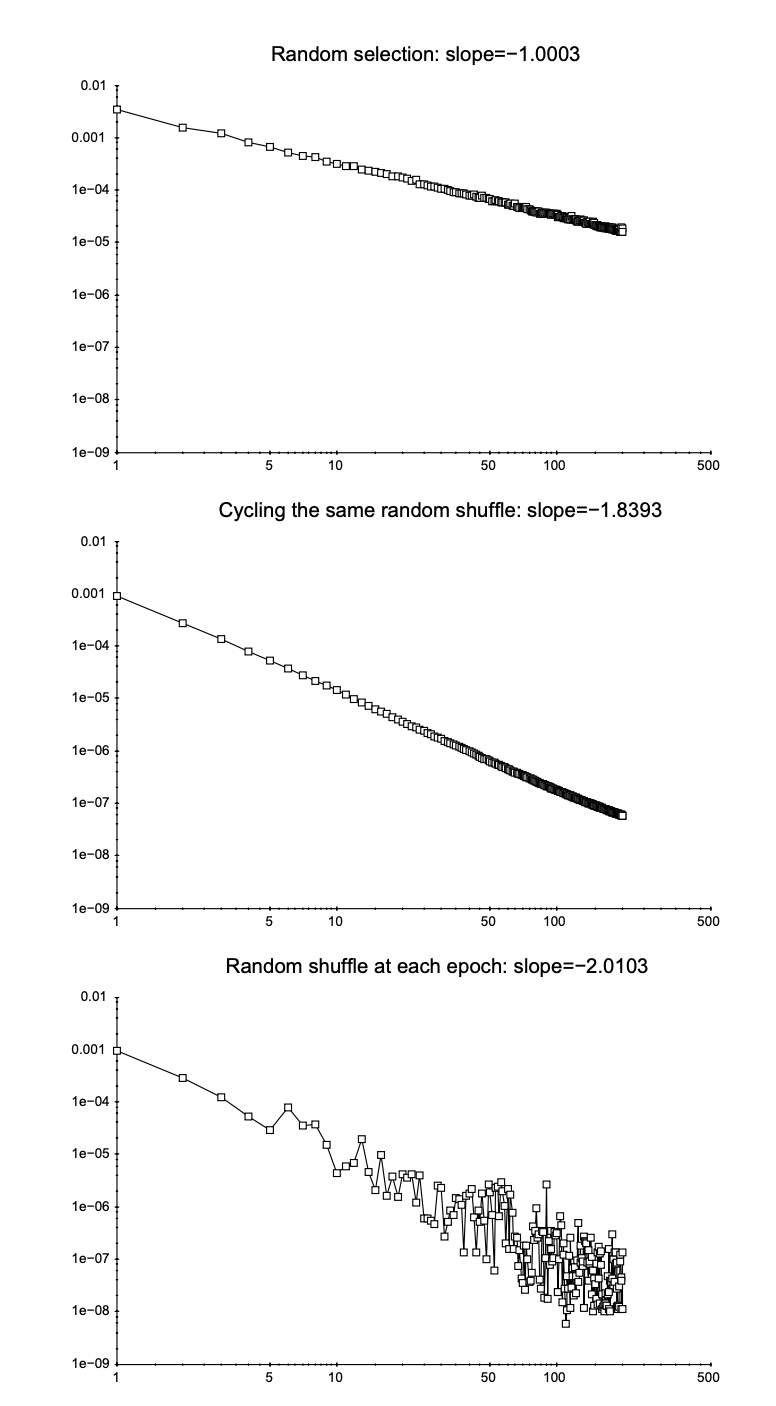 Random selection: slope=−1.0003
0.01
0.001
1e−04
1e−05
1e−06
1e−07
1e−08
1e−09
1 5 10 50 100 500
Cycling the same random shuffle: slope=−1.8393
0.01
0.001
1e−04
1e−05
1e−06
1e−07
1e−08
1e−09
1 5 10 50 100 500
Random shuffle at each epoch: slope=−2.0103
0.01
0.001
1e−04
1e−05
1e−06
1e−07
1e−08
1e−09
1 5 10 50 100 500